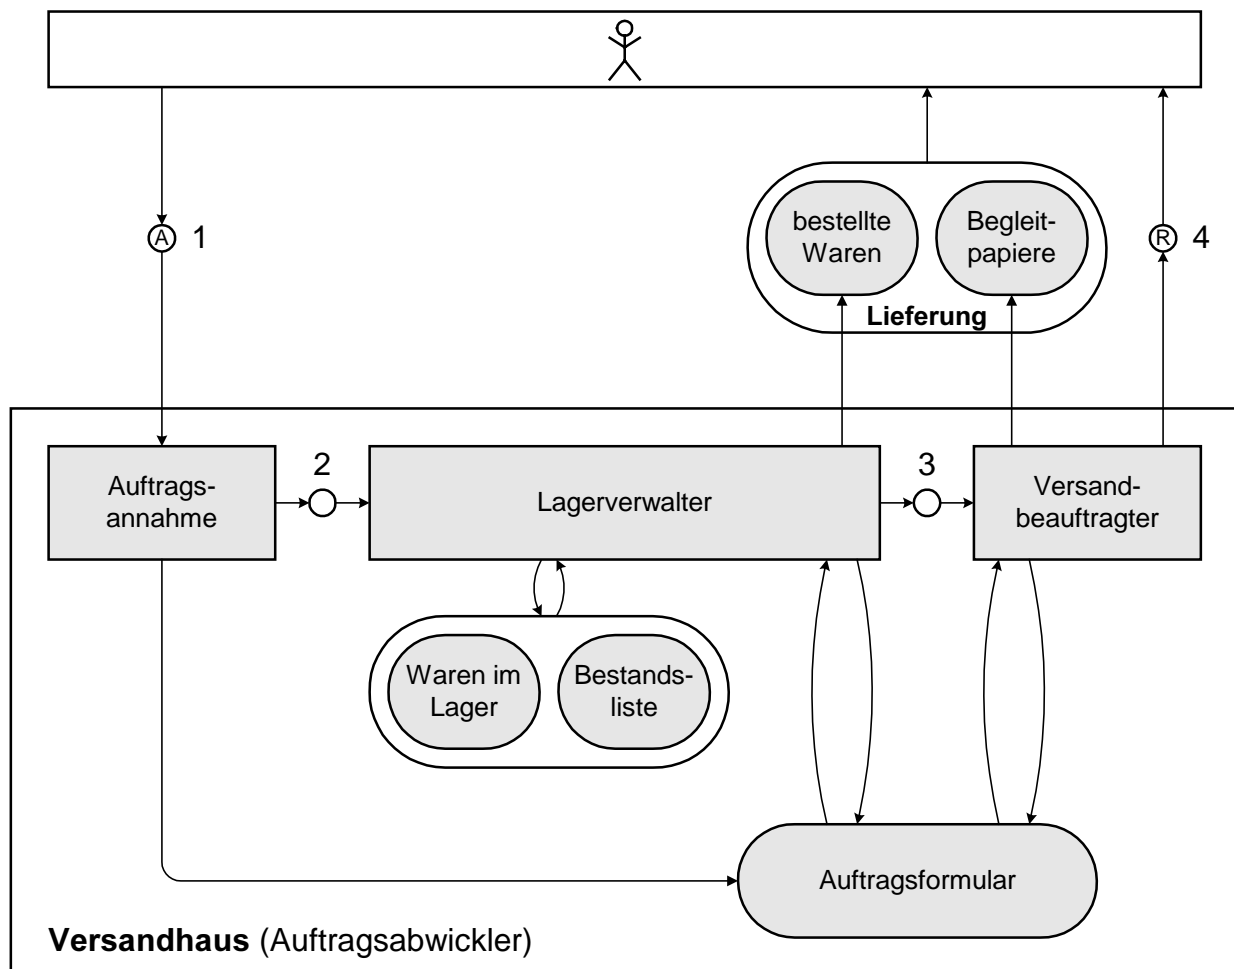 A 1
bestellte
Waren
Begleit-
papiere
R 4
Lieferung
Auftrags-
annahme
2
Lagerverwalter
3
Versand-
beauftragter
Waren im
Lager
Bestands-
liste
Auftragsformular
Versandhaus (Auftragsabwickler)